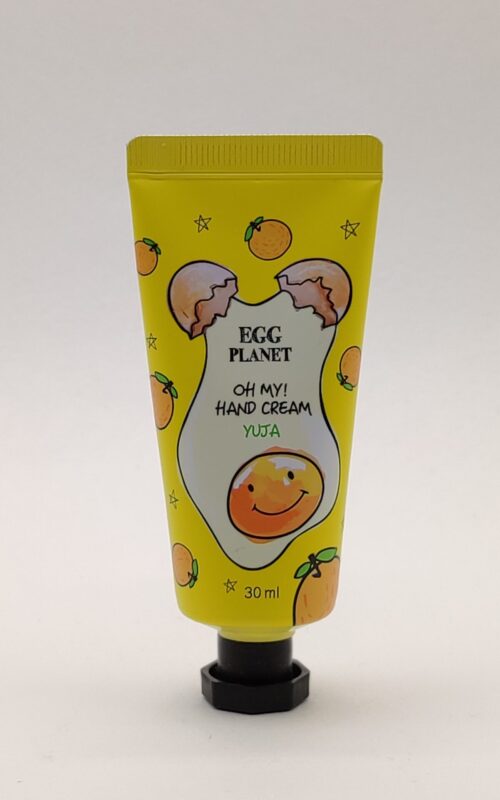 EGG
PLANET
OH MY!
HAND CREAM
YUJA
30 ml